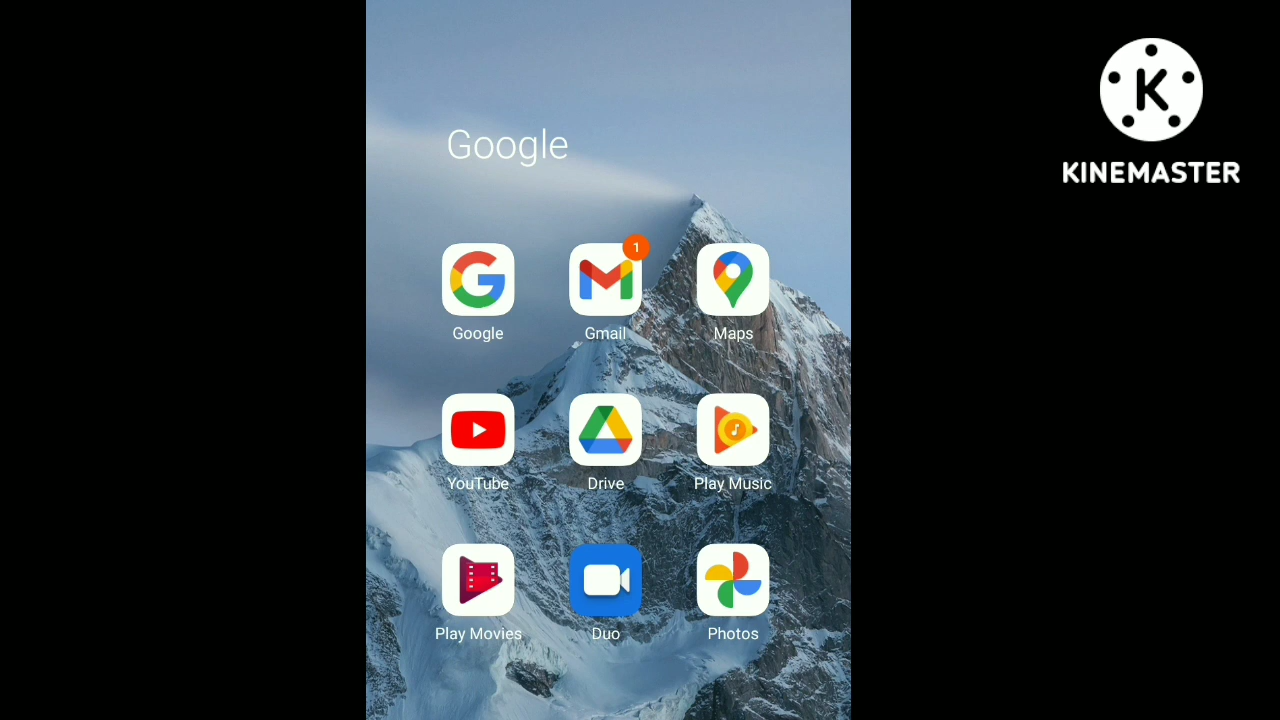 Google
K
KINEMASTER
1
Google Gmail Maps
YouTube Drive Play Music
Play Movies Duo Photos